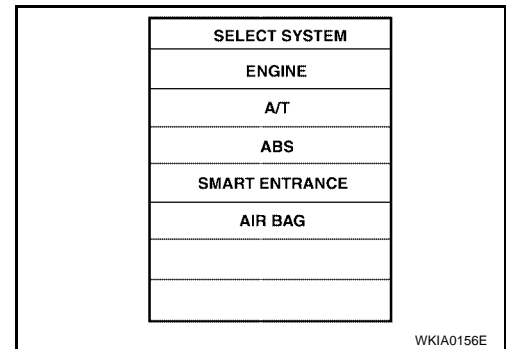 SELECT SYSTEM
ENGINE
A/T
ABS
SMART ENTRANCE
AIR BAG
WKIA0156E